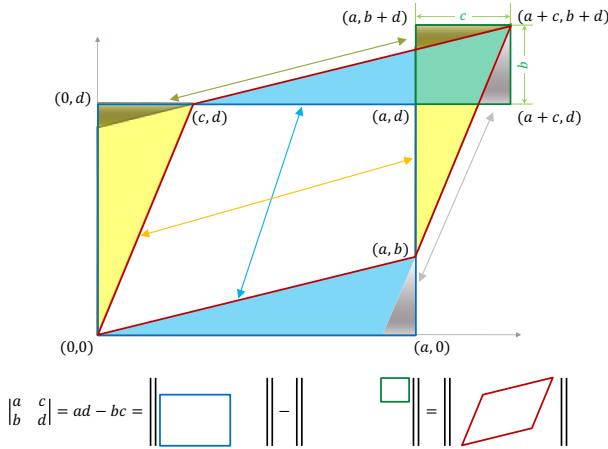 (a, b + d)
c
(a + c, b + d)
b
(0, d)
(c, d)
(a, d)
(a + c, d)
(a, b)
(0,0)
(a, 0)
|a c
b d| = ad − bc = ‖ ‖ − ‖ ‖ = ‖ ‖